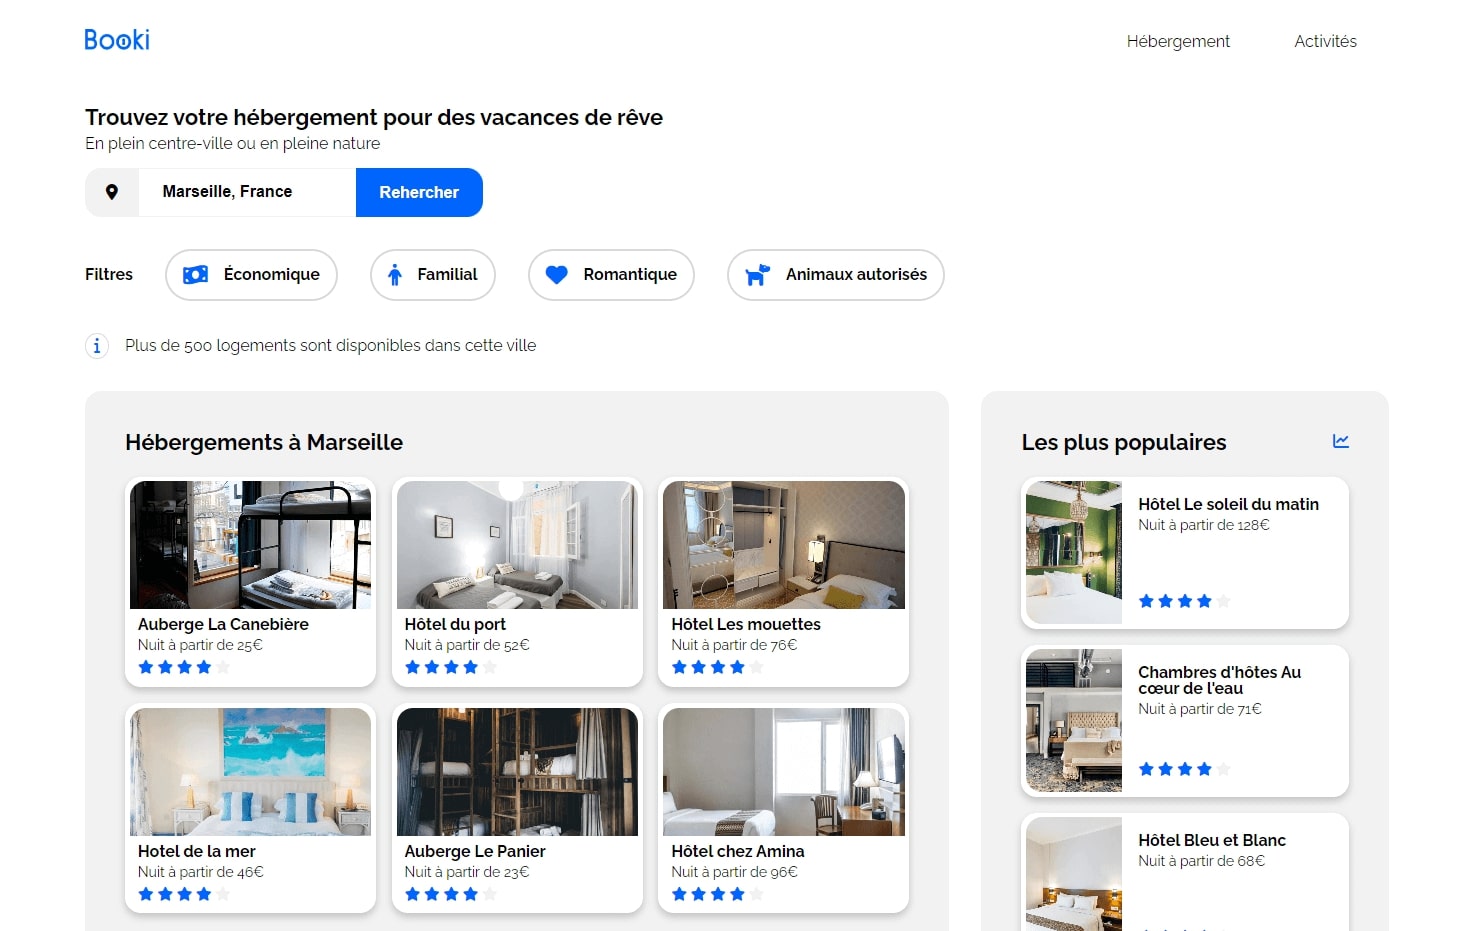 Booki
Hébergement
Activités
Trouvez votre hébergement pour des vacances de rêve
En plein centre-ville ou en pleine nature
Marseille, France
Rehercher
Filtres
Économique
Familial
Romantique
Animaux autorisés
Plus de 500 logements sont disponibles dans cette ville
Hébergements à Marseille
Auberge La Canebière
Nuit à partir de 25€
Hôtel du port
Nuit à partir de 52€
Hôtel Les mouettes
Nuit à partir de 76€
Hotel de la mer
Nuit à partir de 46€
Auberge Le Panier
Nuit à partir de 23€
Hôtel chez Amina
Nuit à partir de 96€
Les plus populaires
Hôtel Le soleil du matin
Nuit à partir de 128€
Chambres d'hôtes Au
cœur de l'eau
Nuit à partir de 71€
Hôtel Bleu et Blanc
Nuit à partir de 68€